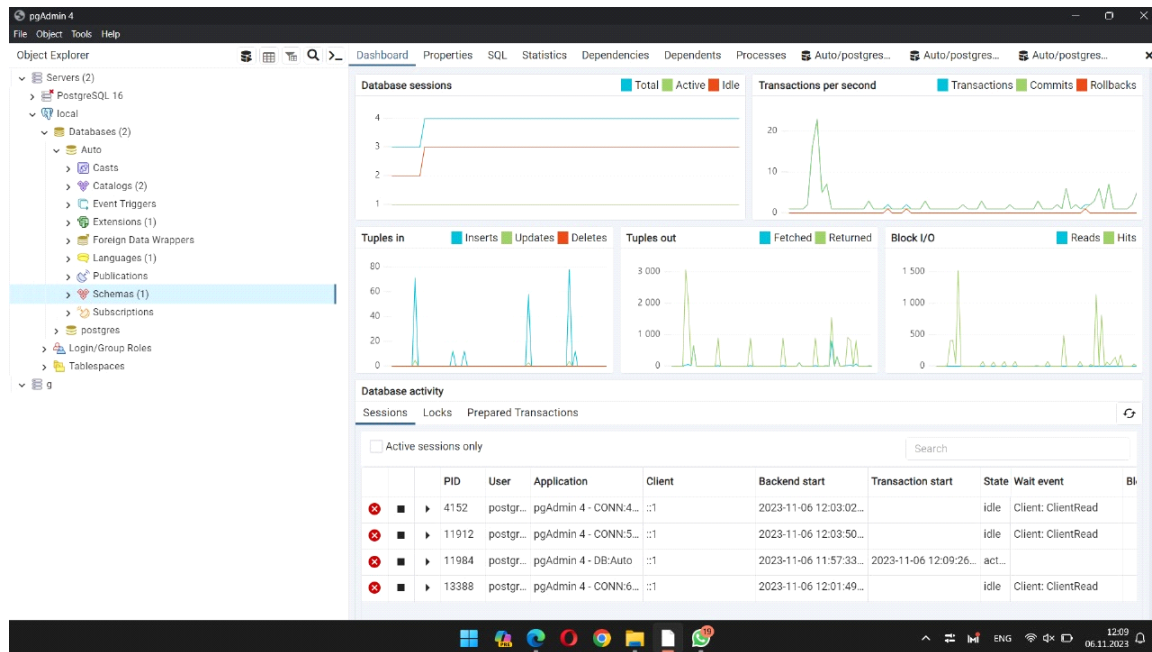 pgAdmin 4
File Object Tools Help
Object Explorer
Dashboard Properties SQL Statistics Dependencies Dependents Processes Auto/postgres... Auto/postgres... Auto/postgres...
Servers (2)
PostgreSQL 16
local
Databases (2)
Auto
Casts
Catalogs (2)
Event Triggers
Extensions (1)
Foreign Data Wrappers
Languages (1)
Publications
Schemas (1)
Subscriptions
postgres
Login/Group Roles
Tablespaces
g
Database sessions
Total Active Idle
4
3
2
1
Transactions per second
Transactions Commits Rollbacks
20
10
0
Tuples in
Inserts Updates Deletes
80
60
40
20
0
Tuples out
Fetched Returned
3 000
2 000
1 000
0
Block I/O
Reads Hits
1 500
1 000
500
0
Database activity
Sessions Locks Prepared Transactions
Active sessions only
Search
PID User Application Client Backend start Transaction start State Wait event Bl
4152 postgr... pgAdmin 4 - CONN:4... ::1 2023-11-06 12:03:02... idle Client: ClientRead
11912 postgr... pgAdmin 4 - CONN:5... ::1 2023-11-06 12:03:50... idle Client: ClientRead
11984 postgr... pgAdmin 4 - DB:Auto ::1 2023-11-06 11:57:33... 2023-11-06 12:09:26... act...
13388 postgr... pgAdmin 4 - CONN:6... ::1 2023-11-06 12:01:49... idle Client: ClientRead
19
ENG
12:09
06.11.2023